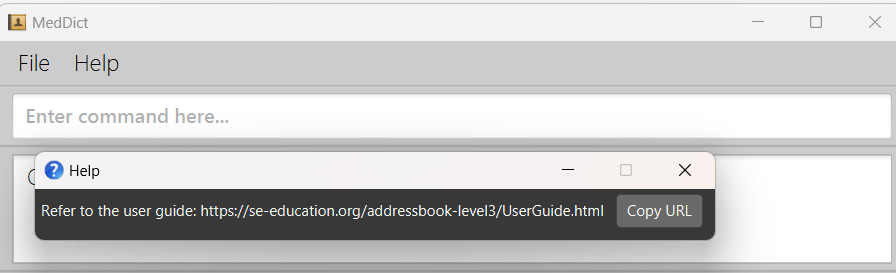 MedDict
File Help
Enter command here...
Help
Refer to the user guide: https://se-education.org/addressbook-level3/UserGuide.html Copy URL